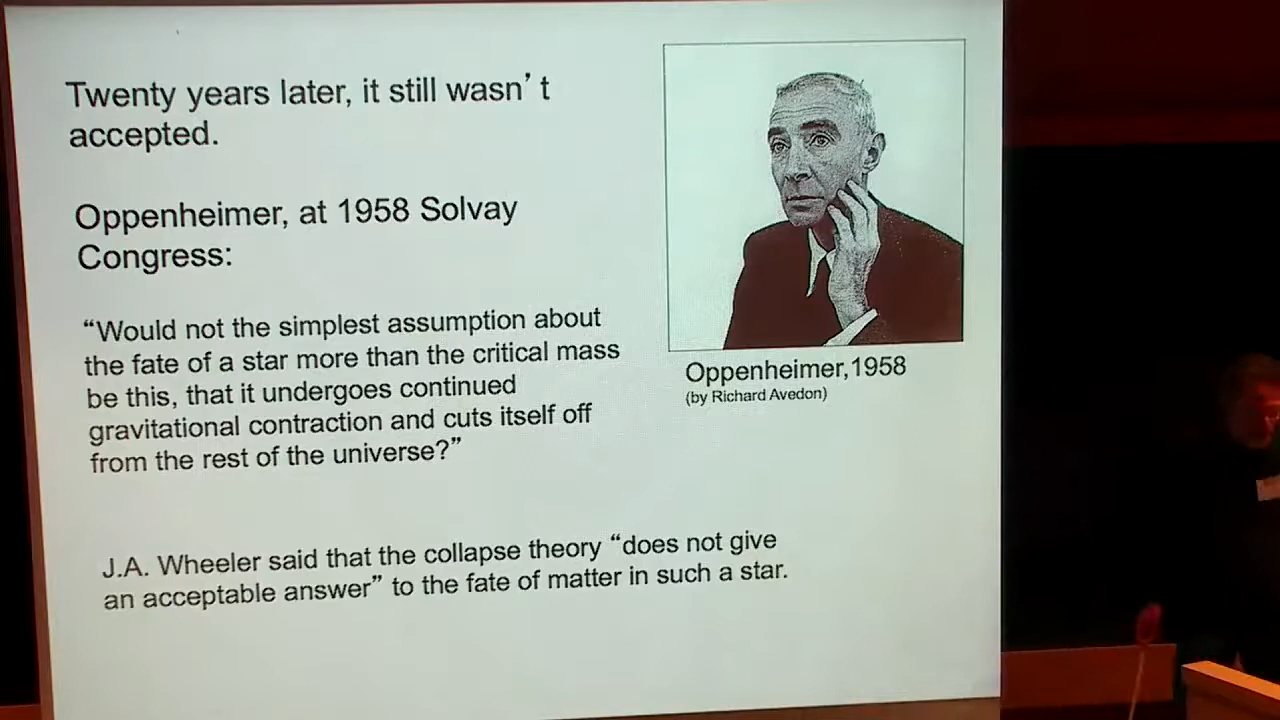 Twenty years later, it still wasn’t
accepted.
Oppenheimer, at 1958 Solvay
Congress:
“Would not the simplest assumption about
the fate of a star more than the critical mass
be this, that it undergoes continued
gravitational contraction and cuts itself off
from the rest of the universe?”
Oppenheimer,1958
(by Richard Avedon)
J.A. Wheeler said that the collapse theory “does not give
an acceptable answer” to the fate of matter in such a star.